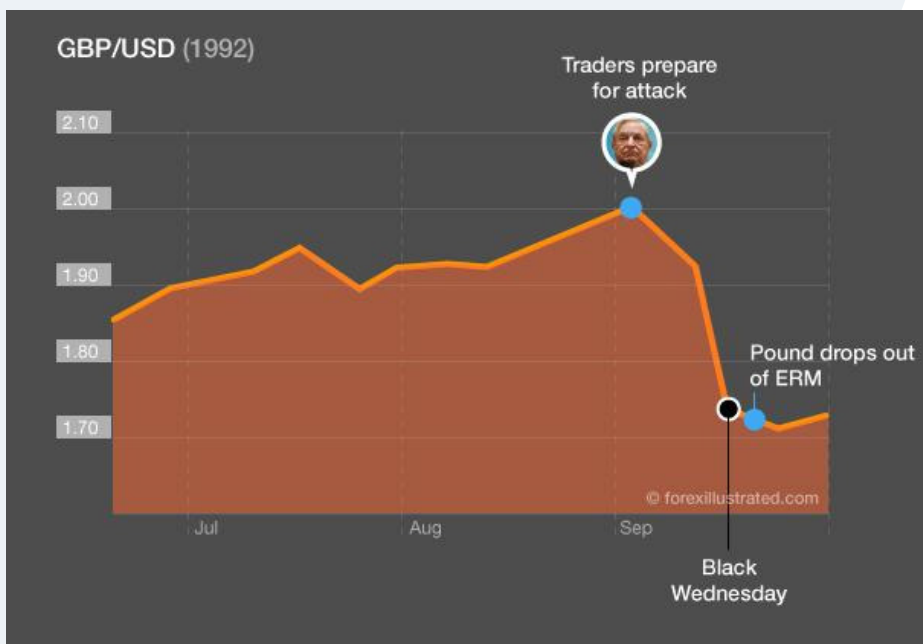 GBP/USD (1992)
Traders prepare
for attack
2.10
2.00
1.90
1.80
1.70
Pound drops out
of ERM
© forexillustrated.com
Jul
Aug
Sep
Black
Wednesday